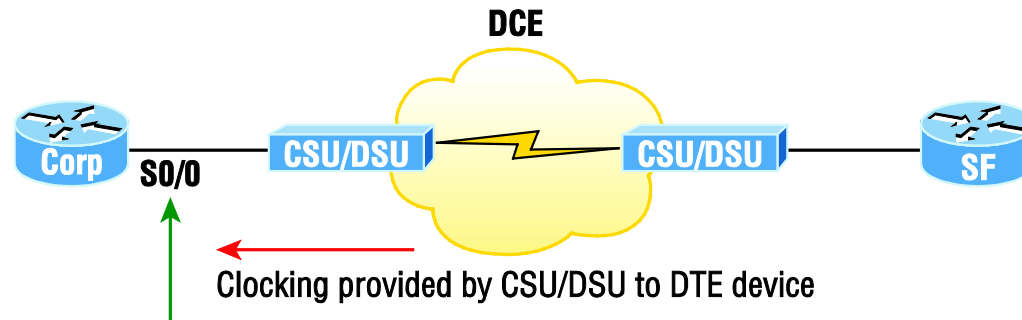 DCE
Corp
S0/0
CSU/DSU
CSU/DSU
SF
Clocking provided by CSU/DSU to DTE device